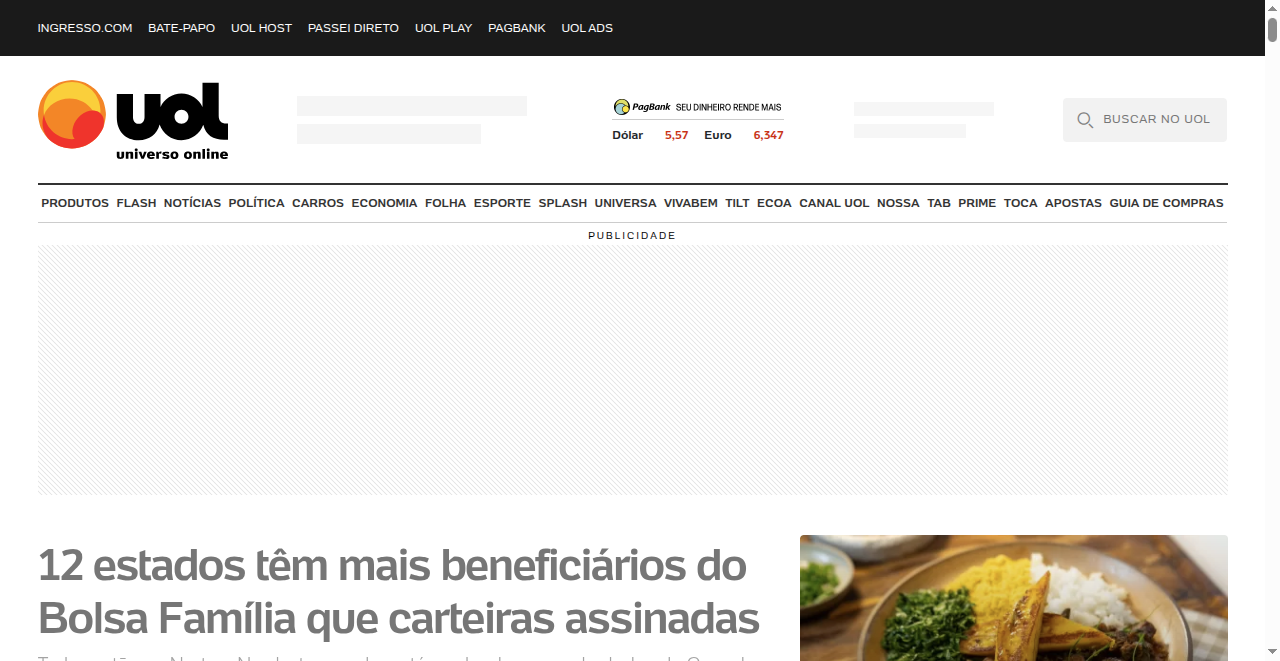 INGRESSO.COM BATE-PAPO UOL HOST PASSEI DIRETO UOL PLAY PAGBANK UOL ADS
uol
universo online
PagBank SEU DINHEIRO RENDE MAIS
Dólar 5,57 Euro 6,347
BUSCAR NO UOL
PRODUTOS FLASH NOTÍCIAS POLÍTICA CARROS ECONOMIA FOLHA ESPORTE SPLASH UNIVERSA VIVABEM TILT ECOA CANAL UOL NOSSA TAB PRIME TOCA APOSTAS GUIA DE COMPRAS
PUBLICIDADE
12 estados têm mais beneficiários do
Bolsa Família que carteiras assinadas